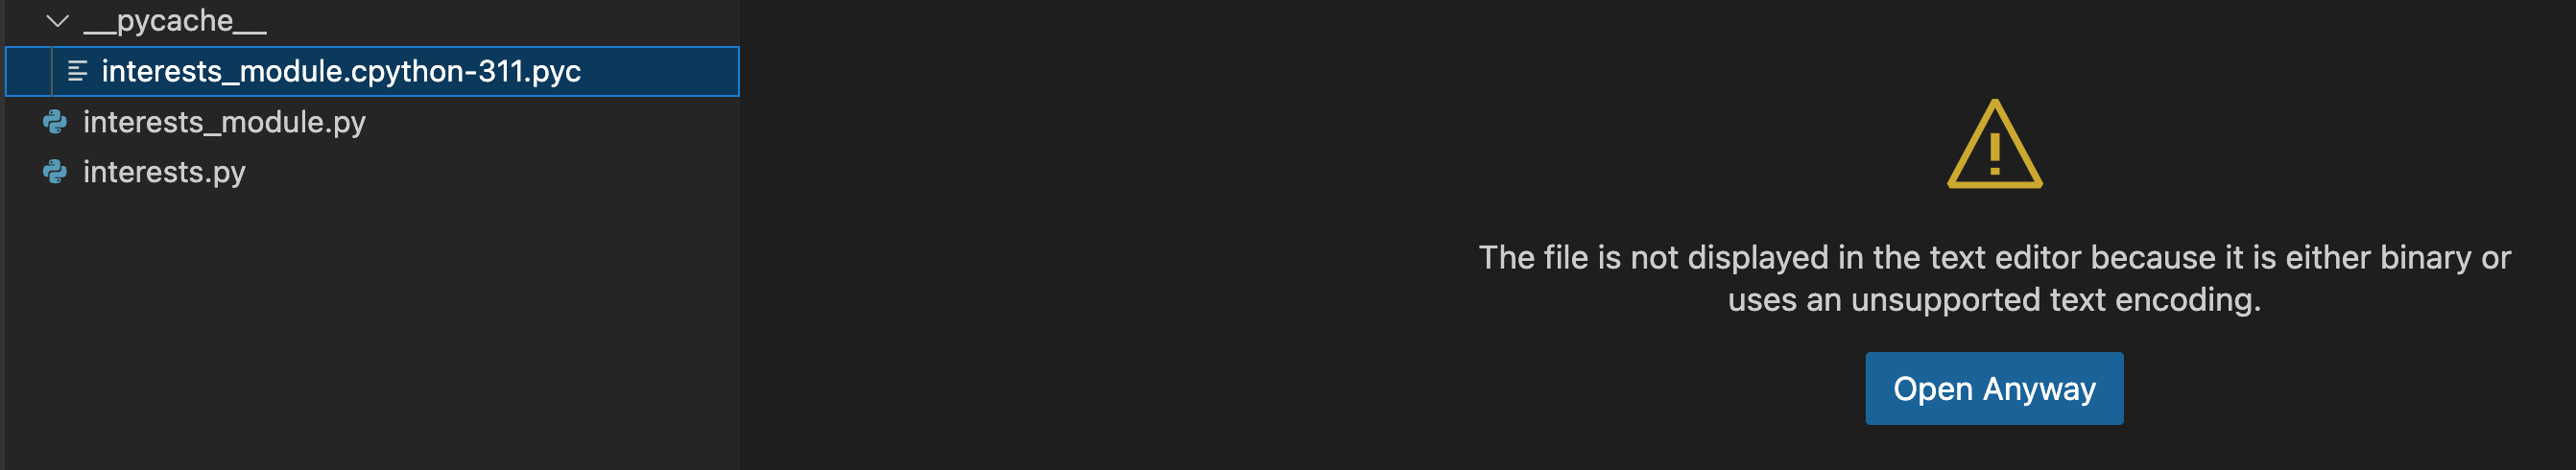 __pycache__
interests_module.cpython-311.pyc
interests_module.py
interests.py
The file is not displayed in the text editor because it is either binary or
uses an unsupported text encoding.
Open Anyway